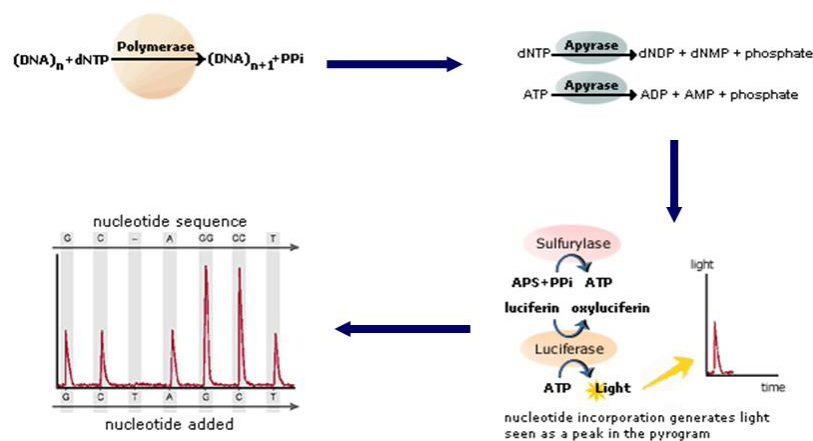 Polymerase
(DNA)n + dNTP (DNA)n+1 + PPi
Apyrase
dNTP dNDP + dNMP + phosphate
Apyrase
ATP ADP + AMP + phosphate
nucleotide sequence
G C – A GG CC T
G C T A G C T
nucleotide added
Sulfurylase
APS+PPi ATP
luciferin oxyluciferin
Luciferase
ATP Light
light
time
nucleotide incorporation generates light
seen as a peak in the pyrogram